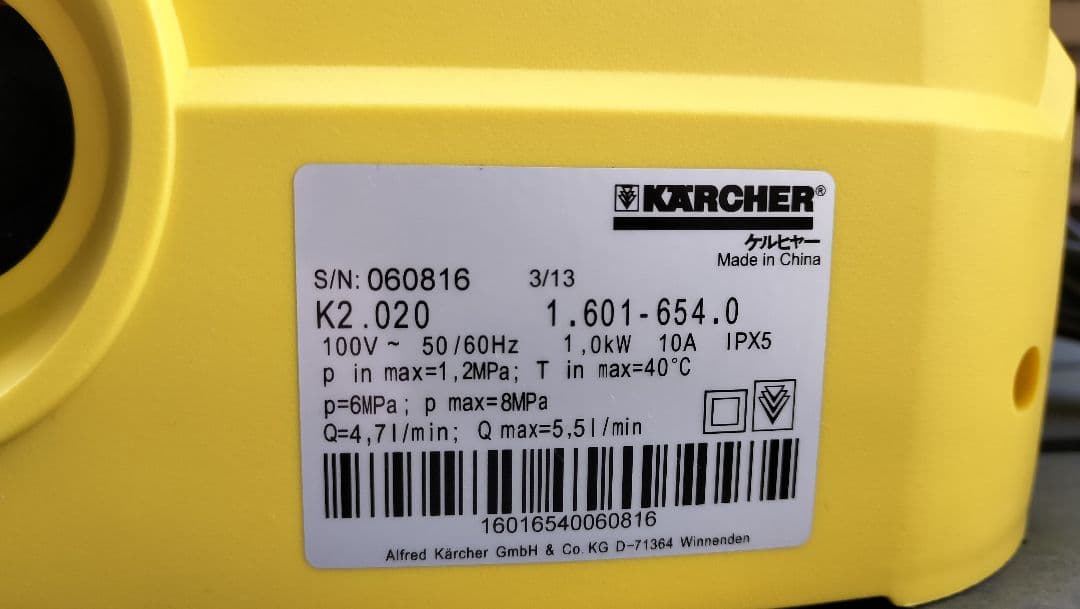 KÄRCHER®
ケルヒャー
Made in China
S/N: 060816 3/13
K2.020 1.601-654.0
100V ~ 50/60Hz 1,0kW 10A IPX5
p in max=1,2MPa; T in max=40°C
p=6MPa; p max=8MPa
Q=4,7l/min; Q max=5,5l/min
16016540060816
Alfred Kärcher GmbH & Co. KG D-71364 Winnenden